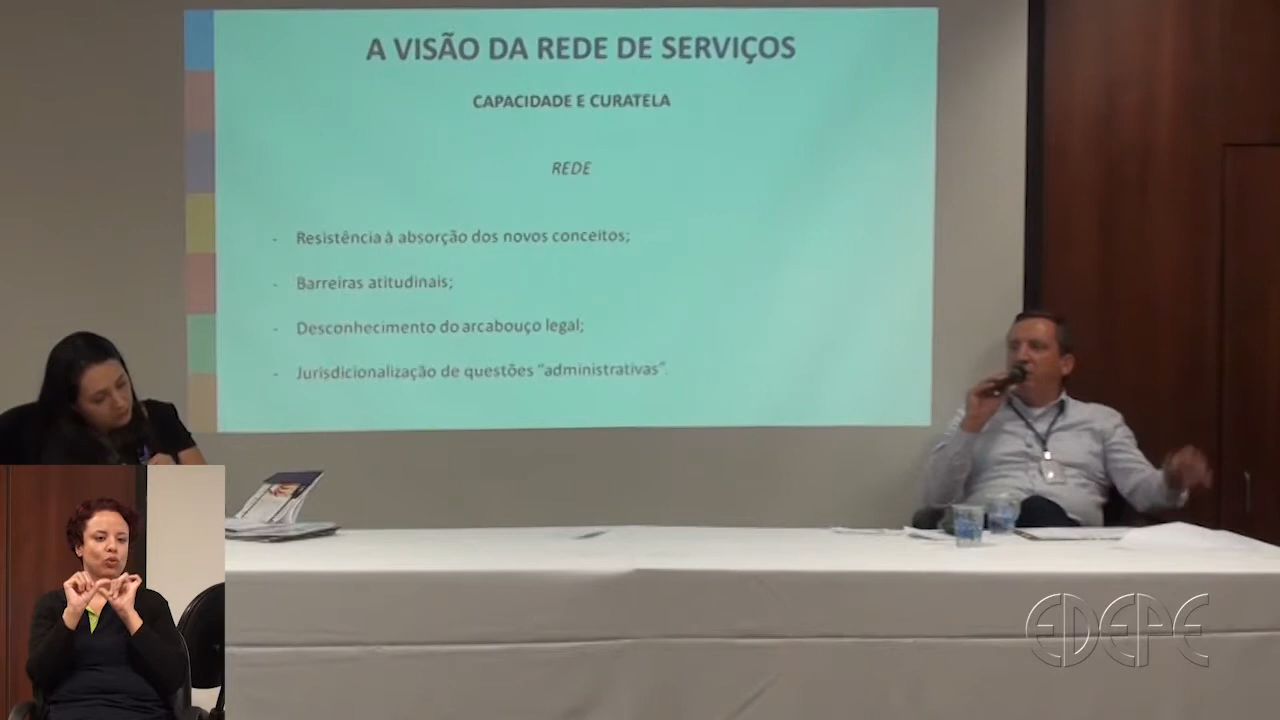 A VISÃO DA REDE DE SERVIÇOS
CAPACIDADE E CURATELA
REDE
- Resistência à absorção dos novos conceitos;
- Barreiras atitudinais;
- Desconhecimento do arcabouço legal;
- Jurisdicionalização de questões "administrativas".
EDEPE